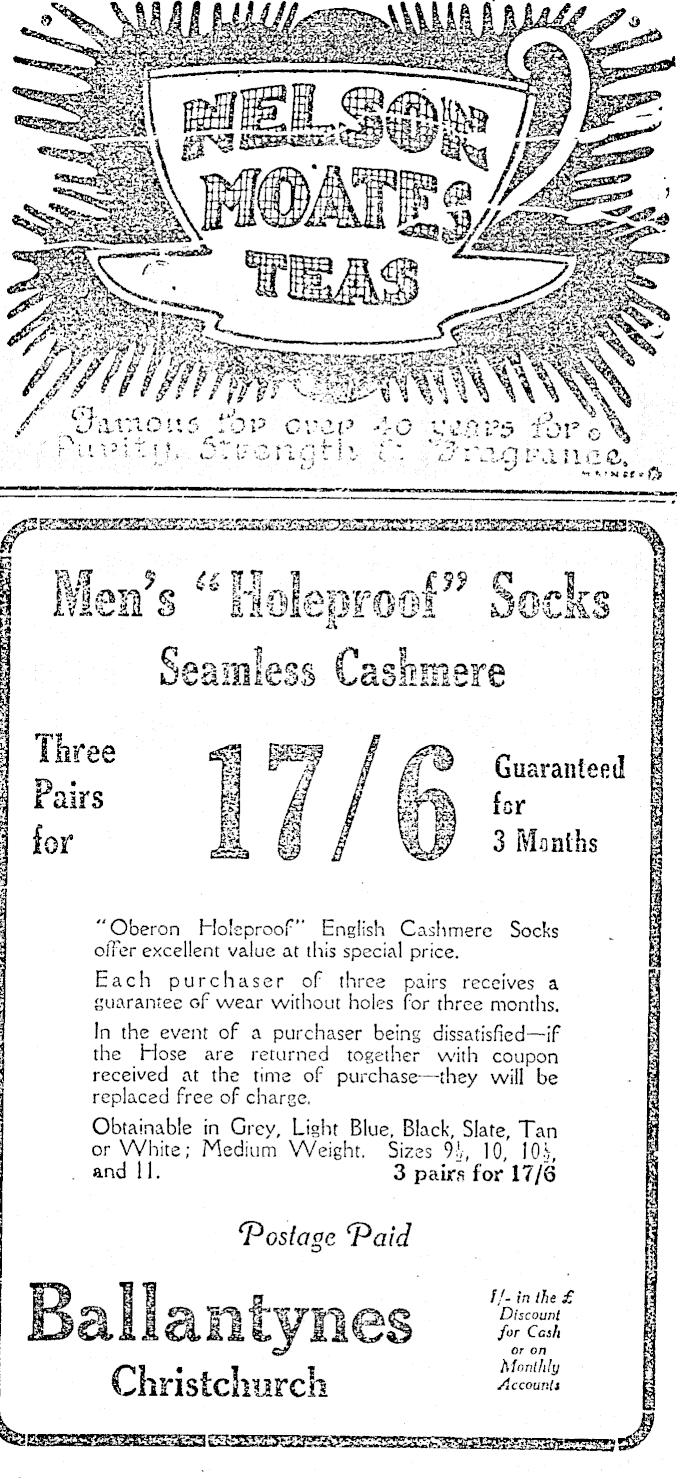 NELSON
MOATES
TEAS
Famous for over 40 years for
Purity, Strength & Fragrance.
Men's "Holeproof" Socks
Seamless Cashmere
Three
Pairs
for
17/6
Guaranteed
for
3 Months
"Oberon Holeproof" English Cashmere Socks
offer excellent value at this special price.
Each purchaser of three pairs receives a
guarantee of wear without holes for three months.
In the event of a purchaser being dissatisfied—if
the Hose are returned together with coupon
received at the time of purchase—they will be
replaced free of charge.
Obtainable in Grey, Light Blue, Black, Slate, Tan
or White; Medium Weight. Sizes 9½, 10, 10½,
and 11. 3 pairs for 17/6
Postage Paid
Ballantynes
Christchurch
1/- in the £
Discount
for Cash
or on
Monthly
Accounts